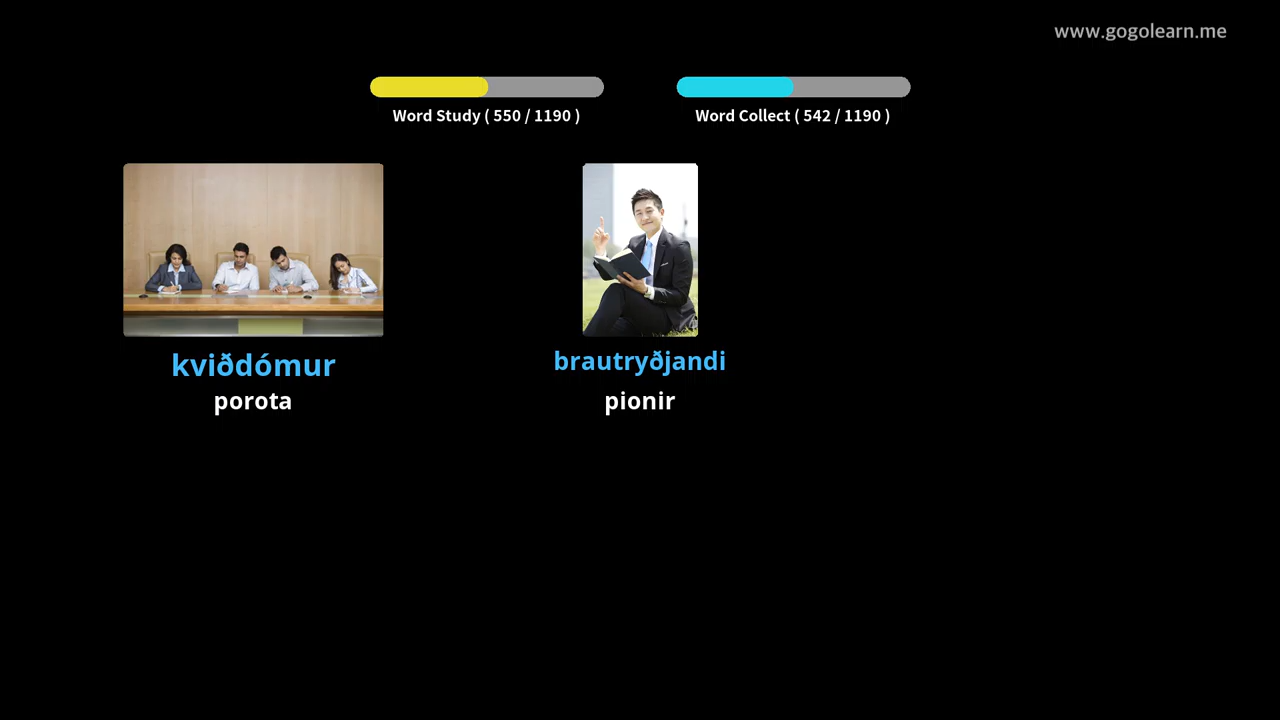 www.gogolearn.me
Word Study ( 550 / 1190 )
Word Collect ( 542 / 1190 )
kviðdómur
porota
brautryðjandi
pionir